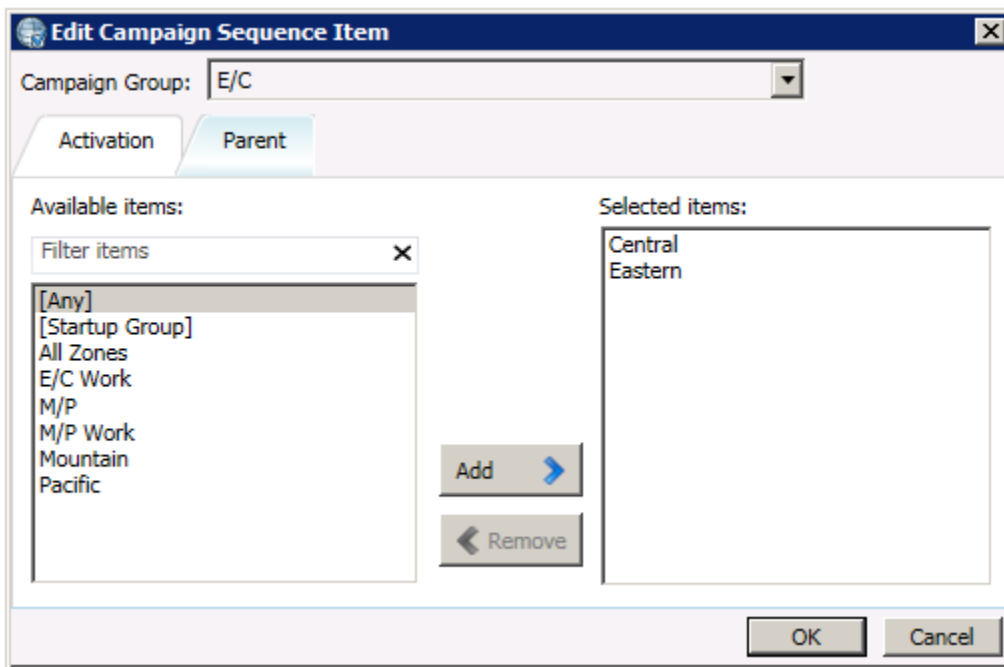 Edit Campaign Sequence Item
Campaign Group: E/C
Activation Parent
Available items:
Filter items
[Any]
[Startup Group]
All Zones
E/C Work
M/P
M/P Work
Mountain
Pacific
Add
Remove
Selected items:
Central
Eastern
OK Cancel